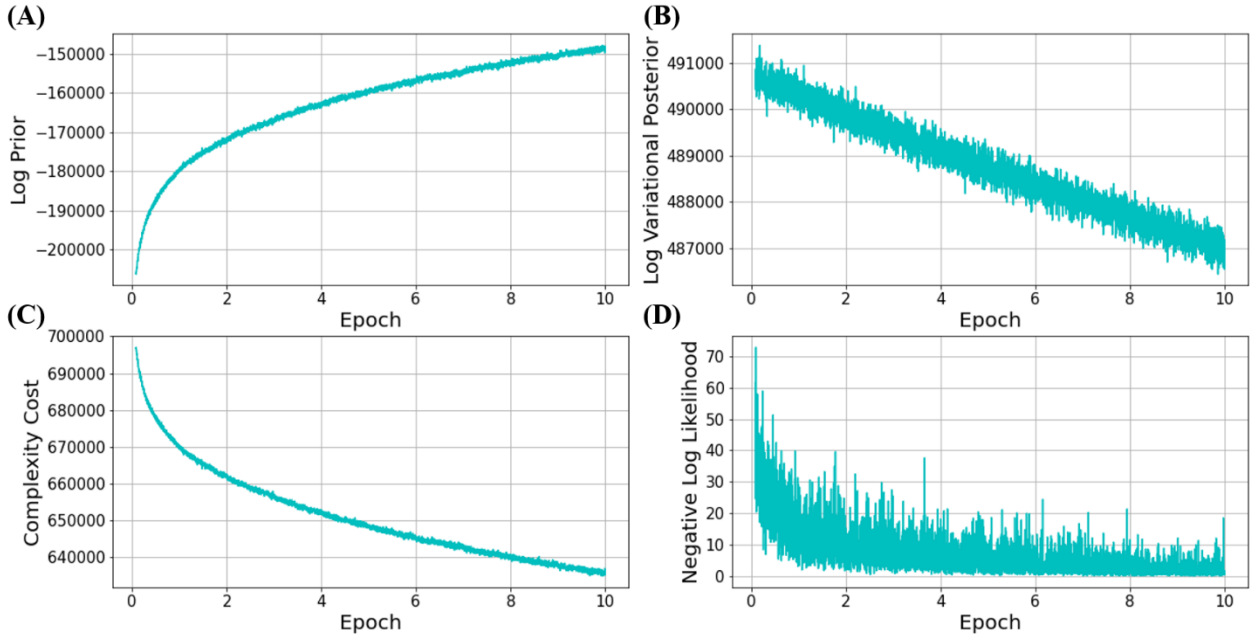 (A)
Log Prior
−150000
−160000
−170000
−180000
−190000
−200000
0 2 4 6 8 10
Epoch
(B)
Log Variational Posterior
491000
490000
489000
488000
487000
0 2 4 6 8 10
Epoch
(C)
Complexity Cost
700000
690000
680000
670000
660000
650000
640000
0 2 4 6 8 10
Epoch
(D)
Negative Log Likelihood
70
60
50
40
30
20
10
0
0 2 4 6 8 10
Epoch